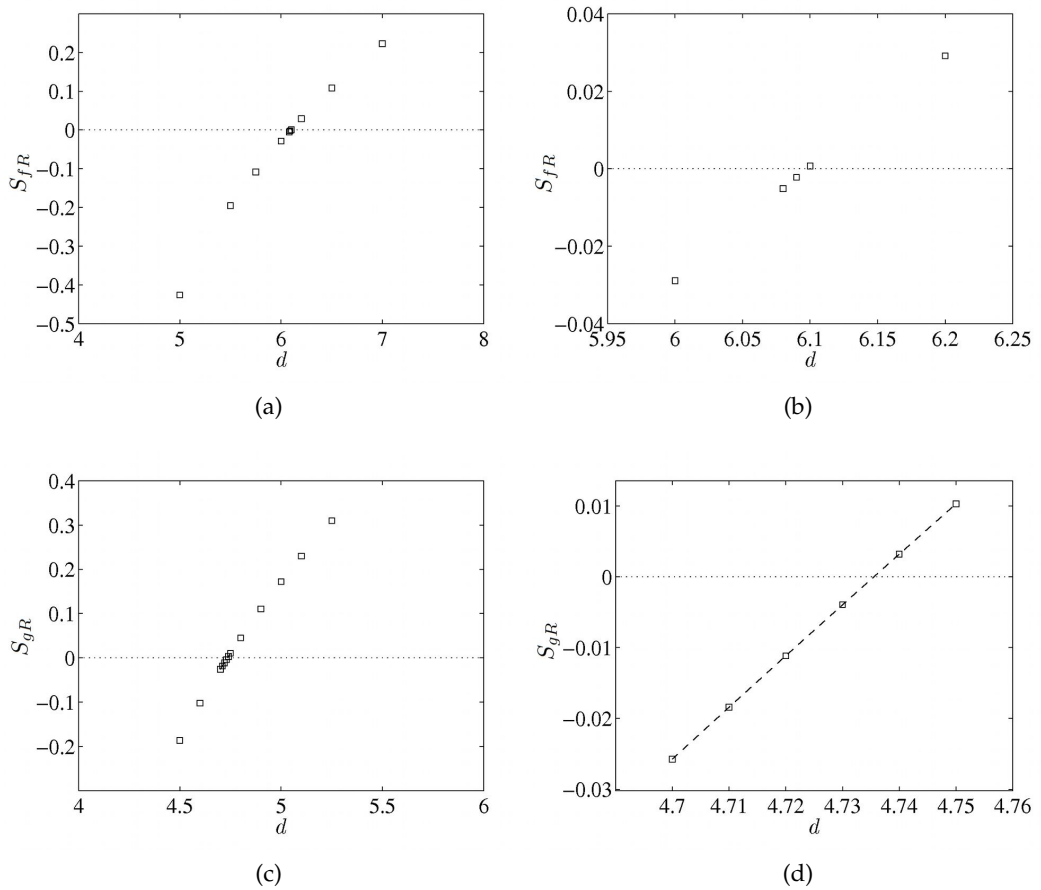 0.2
0.1
0
−0.1
−0.2
−0.3
−0.4
−0.5
S_{fR}
4 5 6 7 8
d
(a)
0.04
0.02
0
−0.02
−0.04
S_{fR}
5.95 6 6.05 6.1 6.15 6.2 6.25
d
(b)
0.4
0.3
0.2
0.1
0
−0.1
−0.2
S_{gR}
4 4.5 5 5.5 6
d
(c)
0.01
0
−0.01
−0.02
−0.03
S_{gR}
4.7 4.71 4.72 4.73 4.74 4.75 4.76
d
(d)